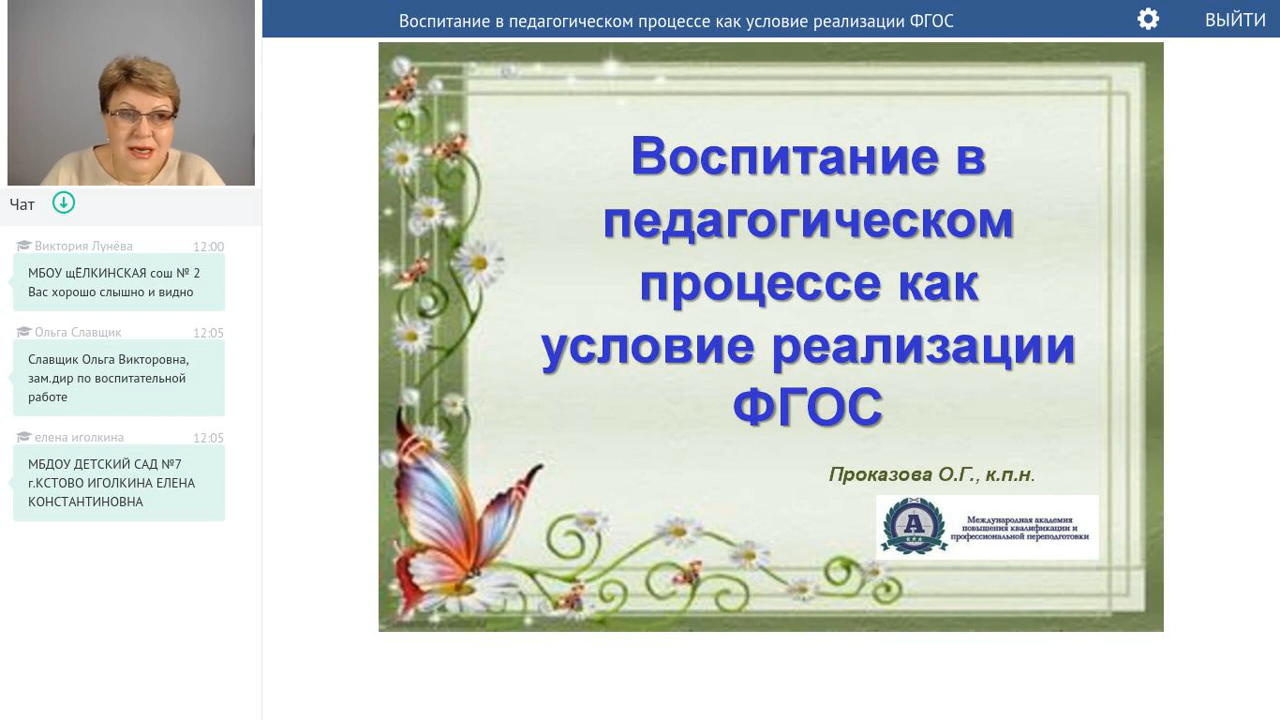 Воспитание в педагогическом процессе как условие реализации ФГОС
ВЫЙТИ
Чат
Виктория Лунёва 12:00
МБОУ щЁЛКИНСКАЯ сош № 2
Вас хорошо слышно и видно
Ольга Славщик 12:05
Славщик Ольга Викторовна,
зам.дир по воспитательной
работе
елена иголкина 12:05
МБДОУ ДЕТСКИЙ САД №7
г.КСТОВО ИГОЛКИНА ЕЛЕНА
КОНСТАНТИНОВНА
Воспитание в
педагогическом
процессе как
условие реализации
ФГОС
Проказова О.Г., к.п.н.
А
Международная академия
повышения квалификации и
профессиональной переподготовки